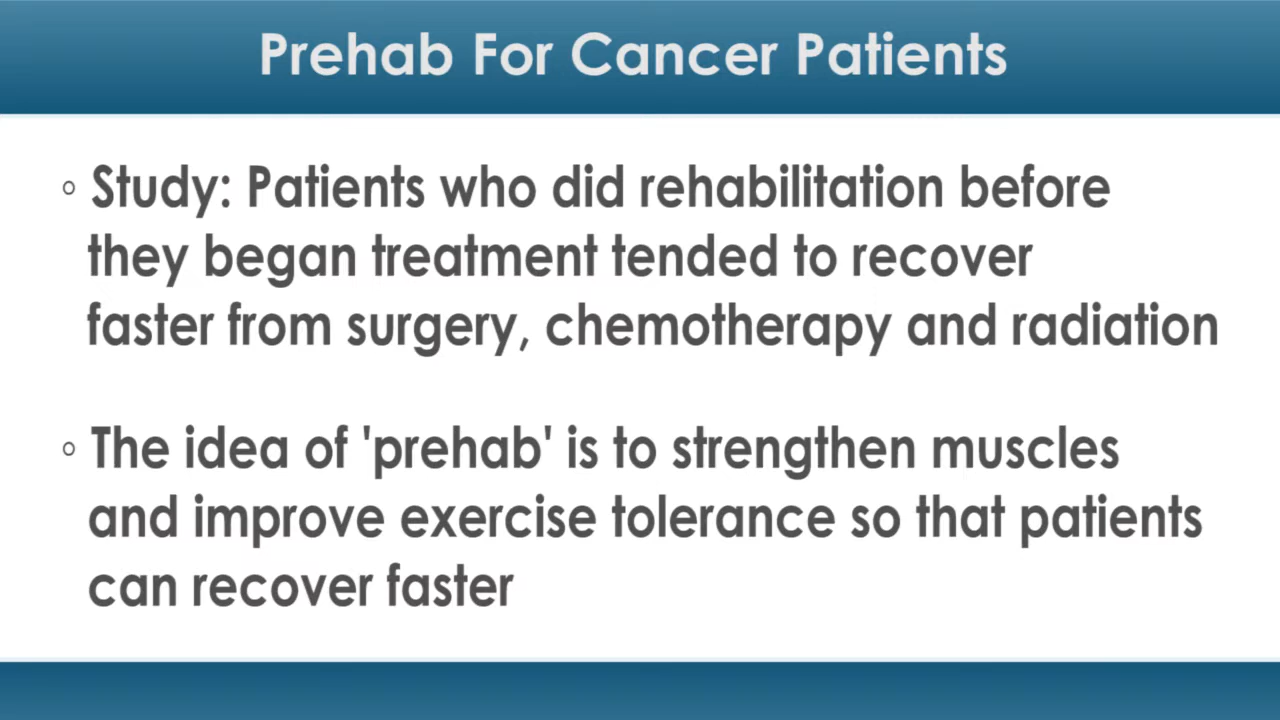 Prehab For Cancer Patients
◦ Study: Patients who did rehabilitation before
they began treatment tended to recover
faster from surgery, chemotherapy and radiation
◦ The idea of 'prehab' is to strengthen muscles
and improve exercise tolerance so that patients
can recover faster